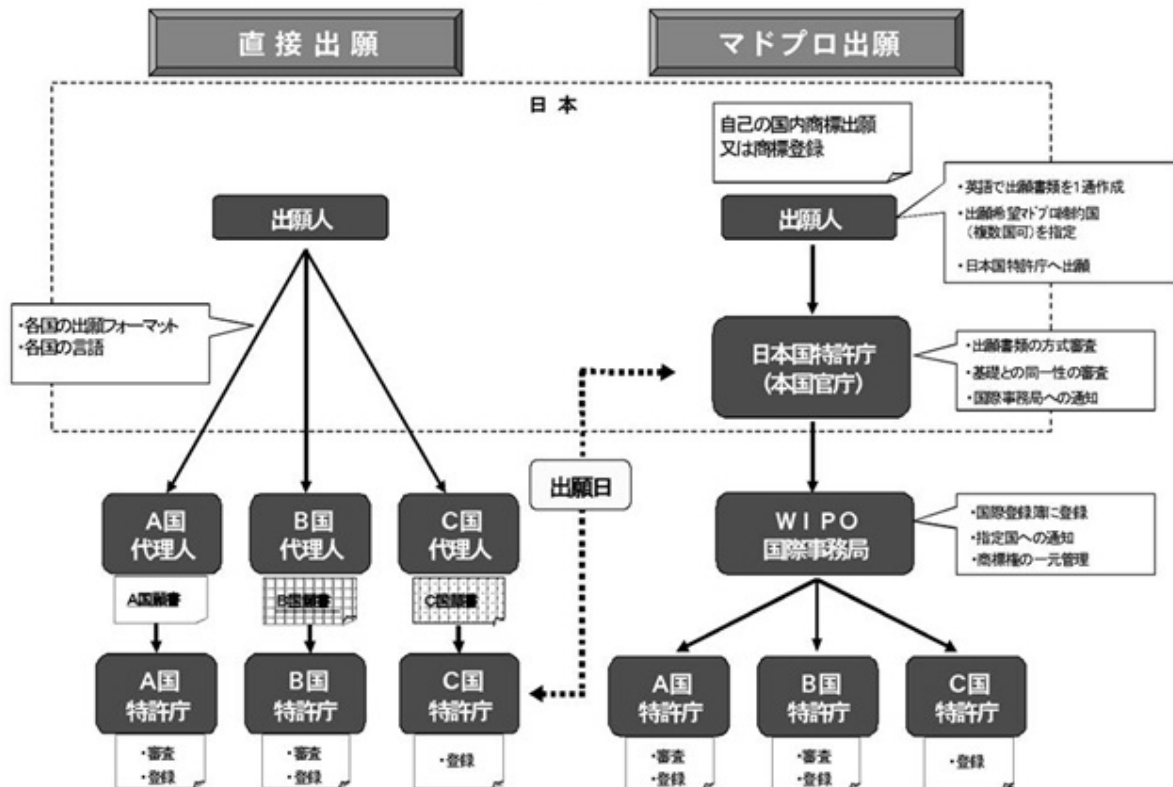 直接出願
マドプロ出願
日本
自己の国内商標出願
又は商標登録
出願人
出願人
・英語で出願書類を1通作成
・出願希望マドプロ締約国
(複数国可)を指定
・日本国特許庁へ出願
・各国の出願フォーマット
・各国の言語
日本国特許庁
(本国官庁)
・出願書類の方式審査
・基礎との同一性の審査
・国際事務局への通知
出願日
A国
代理人
B国
代理人
C国
代理人
WIPO
国際事務局
・国際登録簿に登録
・指定国への通知
・商標権の一元管理
A国願書
B国願書
C国願書
A国
特許庁
B国
特許庁
C国
特許庁
A国
特許庁
B国
特許庁
C国
特許庁
・審査
・登録
・審査
・登録
・登録
・審査
・登録
・審査
・登録
・登録